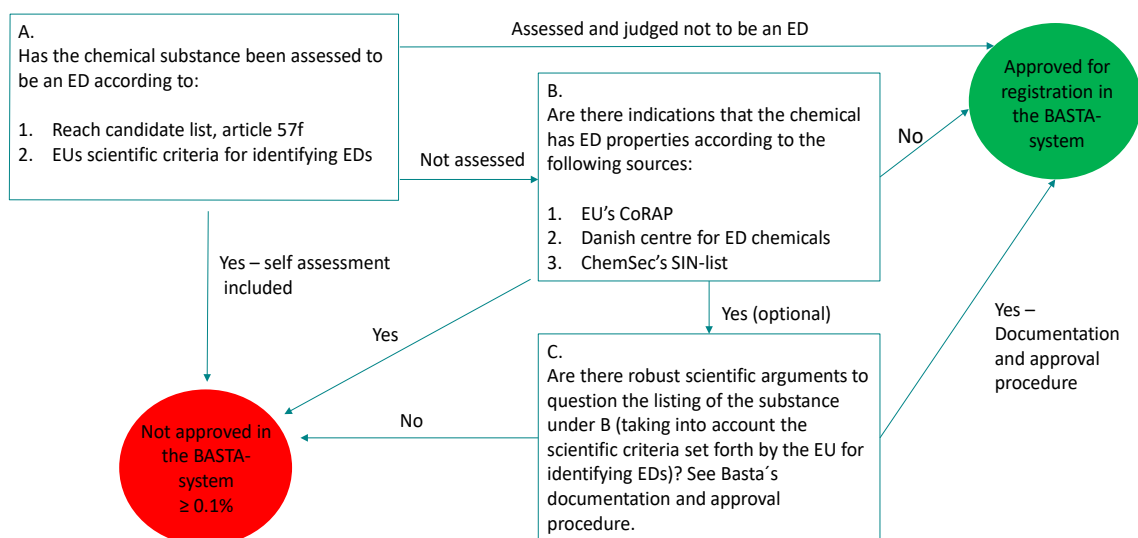 A.
Has the chemical substance been assessed to
be an ED according to:
1. Reach candidate list, article 57f
2. EUs scientific criteria for identifying EDs
Assessed and judged not to be an ED
Approved for
registration in
the BASTA-
system
Not assessed
B.
Are there indications that the chemical
has ED properties according to the
following sources:
1. EU’s CoRAP
2. Danish centre for ED chemicals
3. ChemSec’s SIN-list
No
Yes – self assessment
included
Yes
Yes (optional)
Yes –
Documentation
and approval
procedure
C.
Are there robust scientific arguments to
question the listing of the substance
under B (taking into account the
scientific criteria set forth by the EU for
identifying EDs)? See Basta´s
documentation and approval
procedure.
No
Not approved in
the BASTA-
system
≥ 0.1%